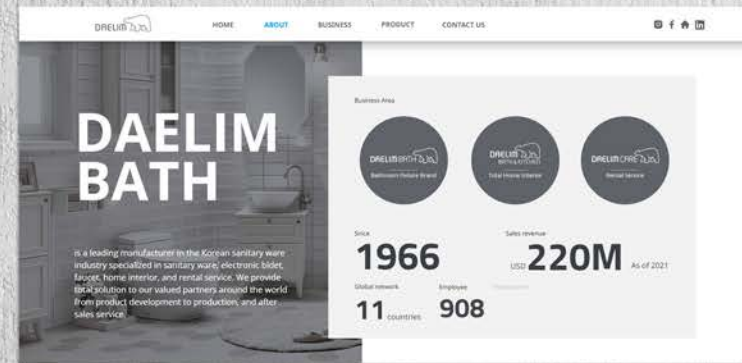 DAELIM
HOME
ABOUT
BUSINESS
PRODUCT
CONTACT US
DAELIM
BATH
is a leading manufacturer in the Korean sanitary ware
industry specialized in sanitary ware, electronic bidet,
faucet, home interior, and rental service. We provide
total solution to our valued partners around the world
from product development to production, and after
sales service.
Business Area
DAELIM BATH
Bathroom Fixture Brand
DAELIM
BATH & KITCHEN
Total Home Interior
DAELIM CARE
Rental Service
Since
1966
Sales revenue
USD 220M As of 2021
Global network
11 countries
Employee
908